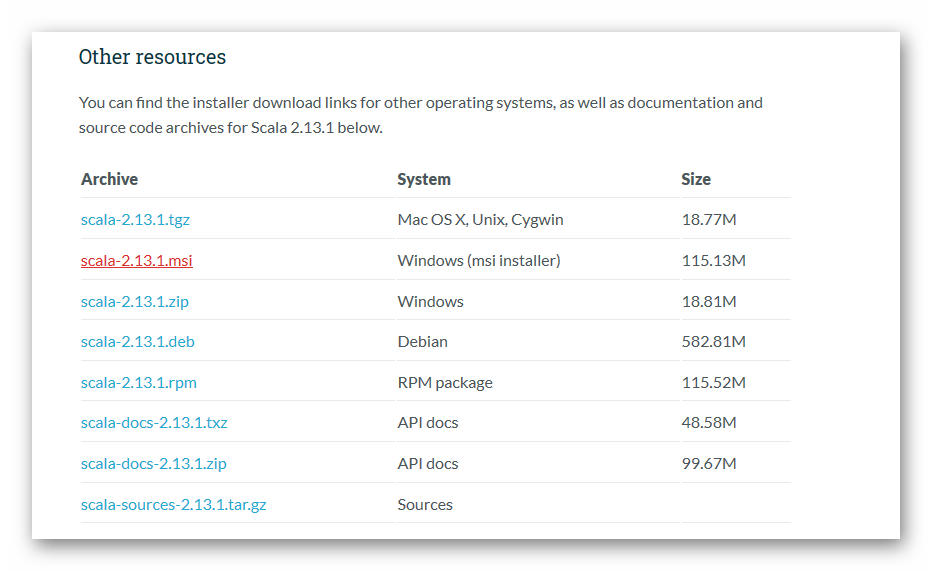 Other resources
You can find the installer download links for other operating systems, as well as documentation and
source code archives for Scala 2.13.1 below.
Archive System Size
scala-2.13.1.tgz Mac OS X, Unix, Cygwin 18.77M
scala-2.13.1.msi Windows (msi installer) 115.13M
scala-2.13.1.zip Windows 18.81M
scala-2.13.1.deb Debian 582.81M
scala-2.13.1.rpm RPM package 115.52M
scala-docs-2.13.1.txz API docs 48.58M
scala-docs-2.13.1.zip API docs 99.67M
scala-sources-2.13.1.tar.gz Sources